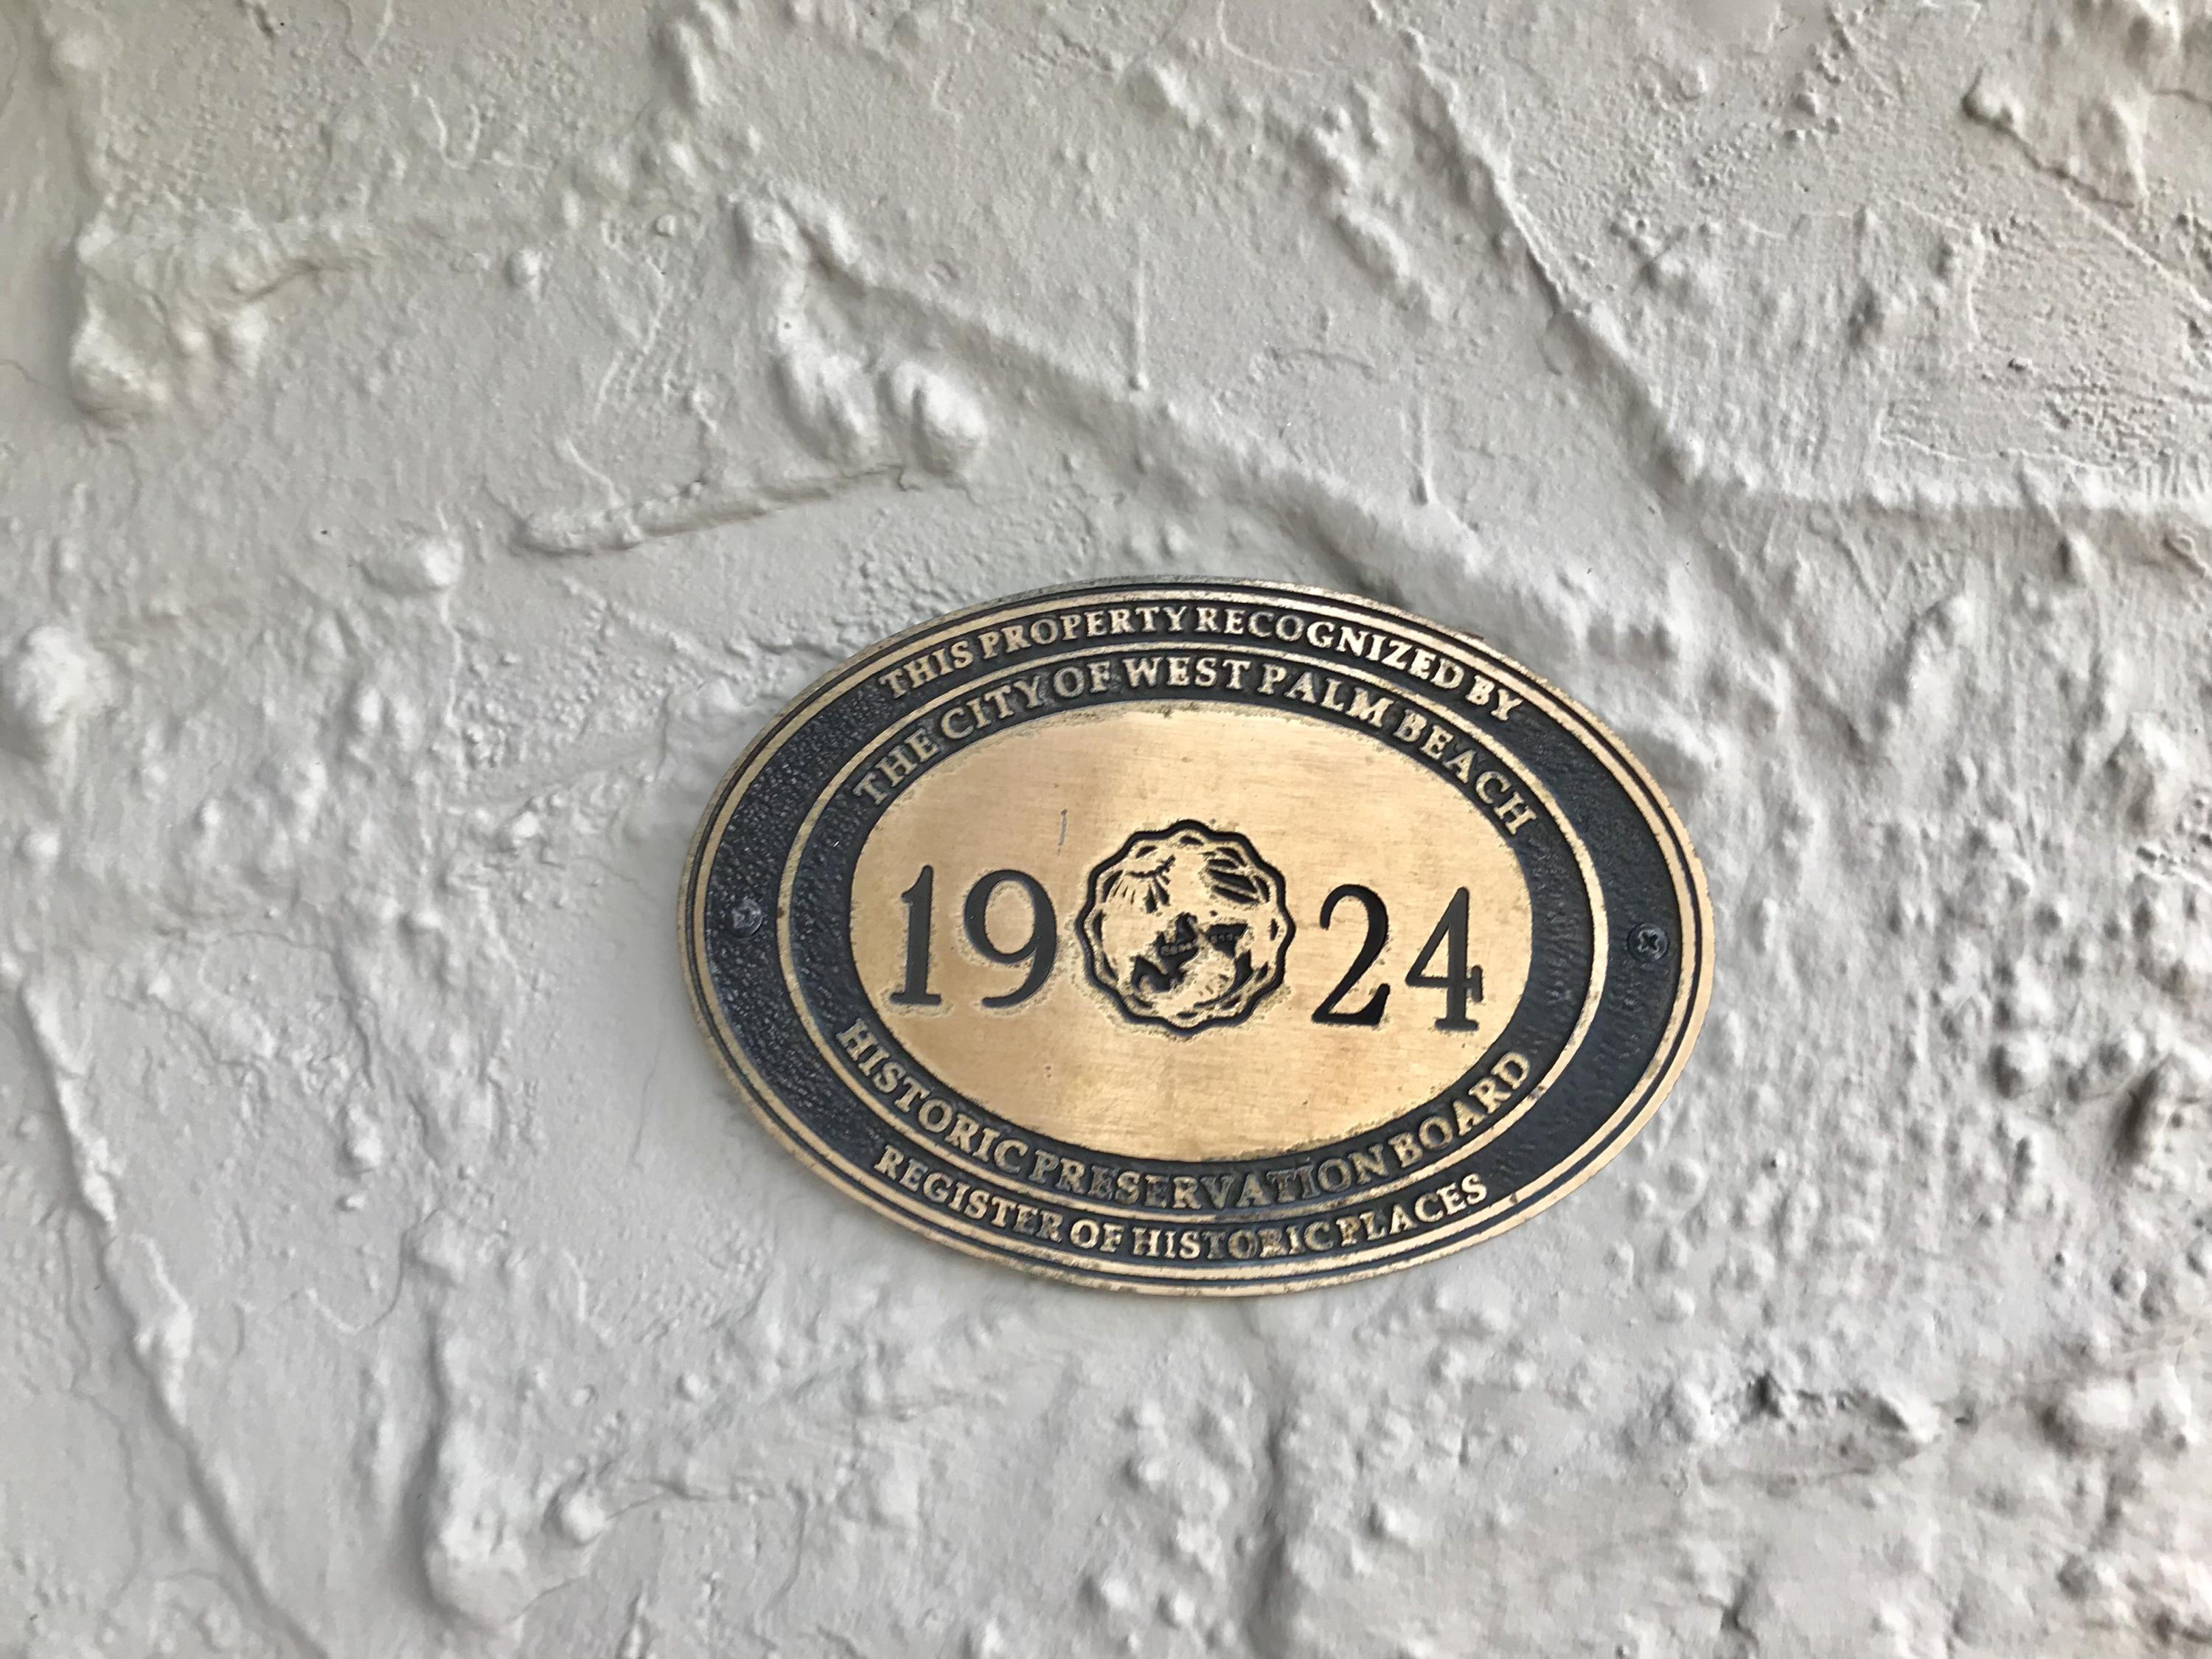 THIS PROPERTY RECOGNIZED BY
THE CITY OF WEST PALM BEACH
19 24
HISTORIC PRESERVATION BOARD
REGISTER OF HISTORIC PLACES